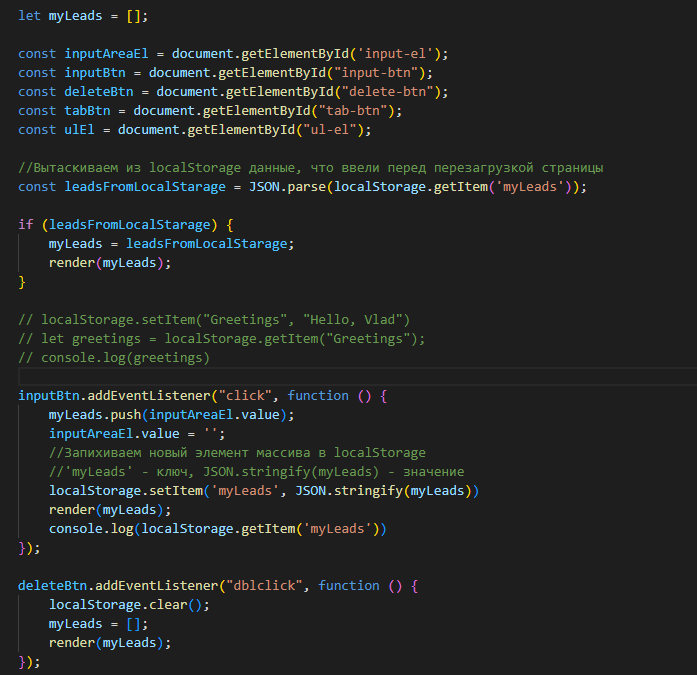 let myLeads = [];
const inputAreaEl = document.getElementById('input-el');
const inputBtn = document.getElementById("input-btn");
const deleteBtn = document.getElementById("delete-btn");
const tabBtn = document.getElementById("tab-btn");
const ulEl = document.getElementById("ul-el");
//Вытаскиваем из localStorage данные, что ввели перед перезагрузкой страницы
const leadsFromLocalStarage = JSON.parse(localStorage.getItem('myLeads'));
if (leadsFromLocalStarage) {
myLeads = leadsFromLocalStarage;
render(myLeads);
}
// localStorage.setItem("Greetings", "Hello, Vlad")
// let greetings = localStorage.getItem("Greetings");
// console.log(greetings)
inputBtn.addEventListener("click", function () {
myLeads.push(inputAreaEl.value);
inputAreaEl.value = '';
//Запихиваем новый элемент массива в localStorage
//'myLeads' - ключ, JSON.stringify(myLeads) - значение
localStorage.setItem('myLeads', JSON.stringify(myLeads))
render(myLeads);
console.log(localStorage.getItem('myLeads'))
});
deleteBtn.addEventListener("dblclick", function () {
localStorage.clear();
myLeads = [];
render(myLeads);
});